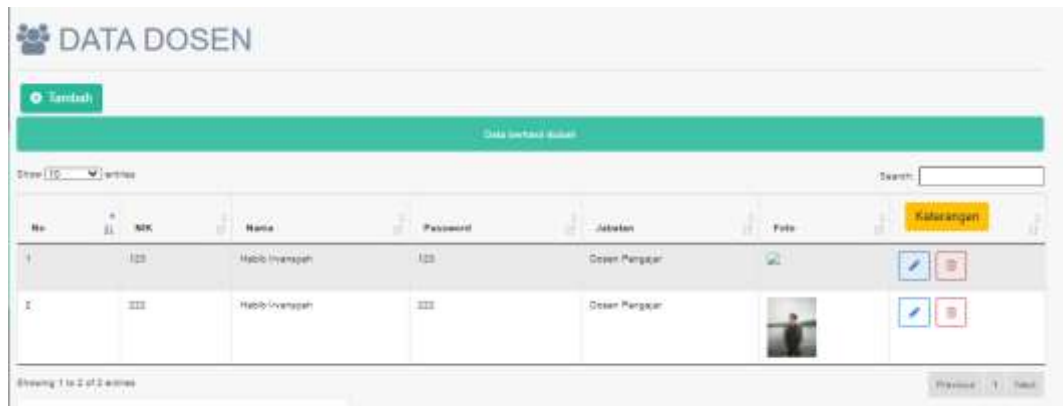 DATA DOSEN
Tambah
Data berhasil diubah
Show 10 entries
Search:
No NIK Nama Password Jabatan Foto Keterangan
1 123 Habib Irvansyah 123 Dosen Pengajar
2 222 Habib Irvansyah 222 Dosen Pengajar
Showing 1 to 2 of 2 entries
Previous 1 Next